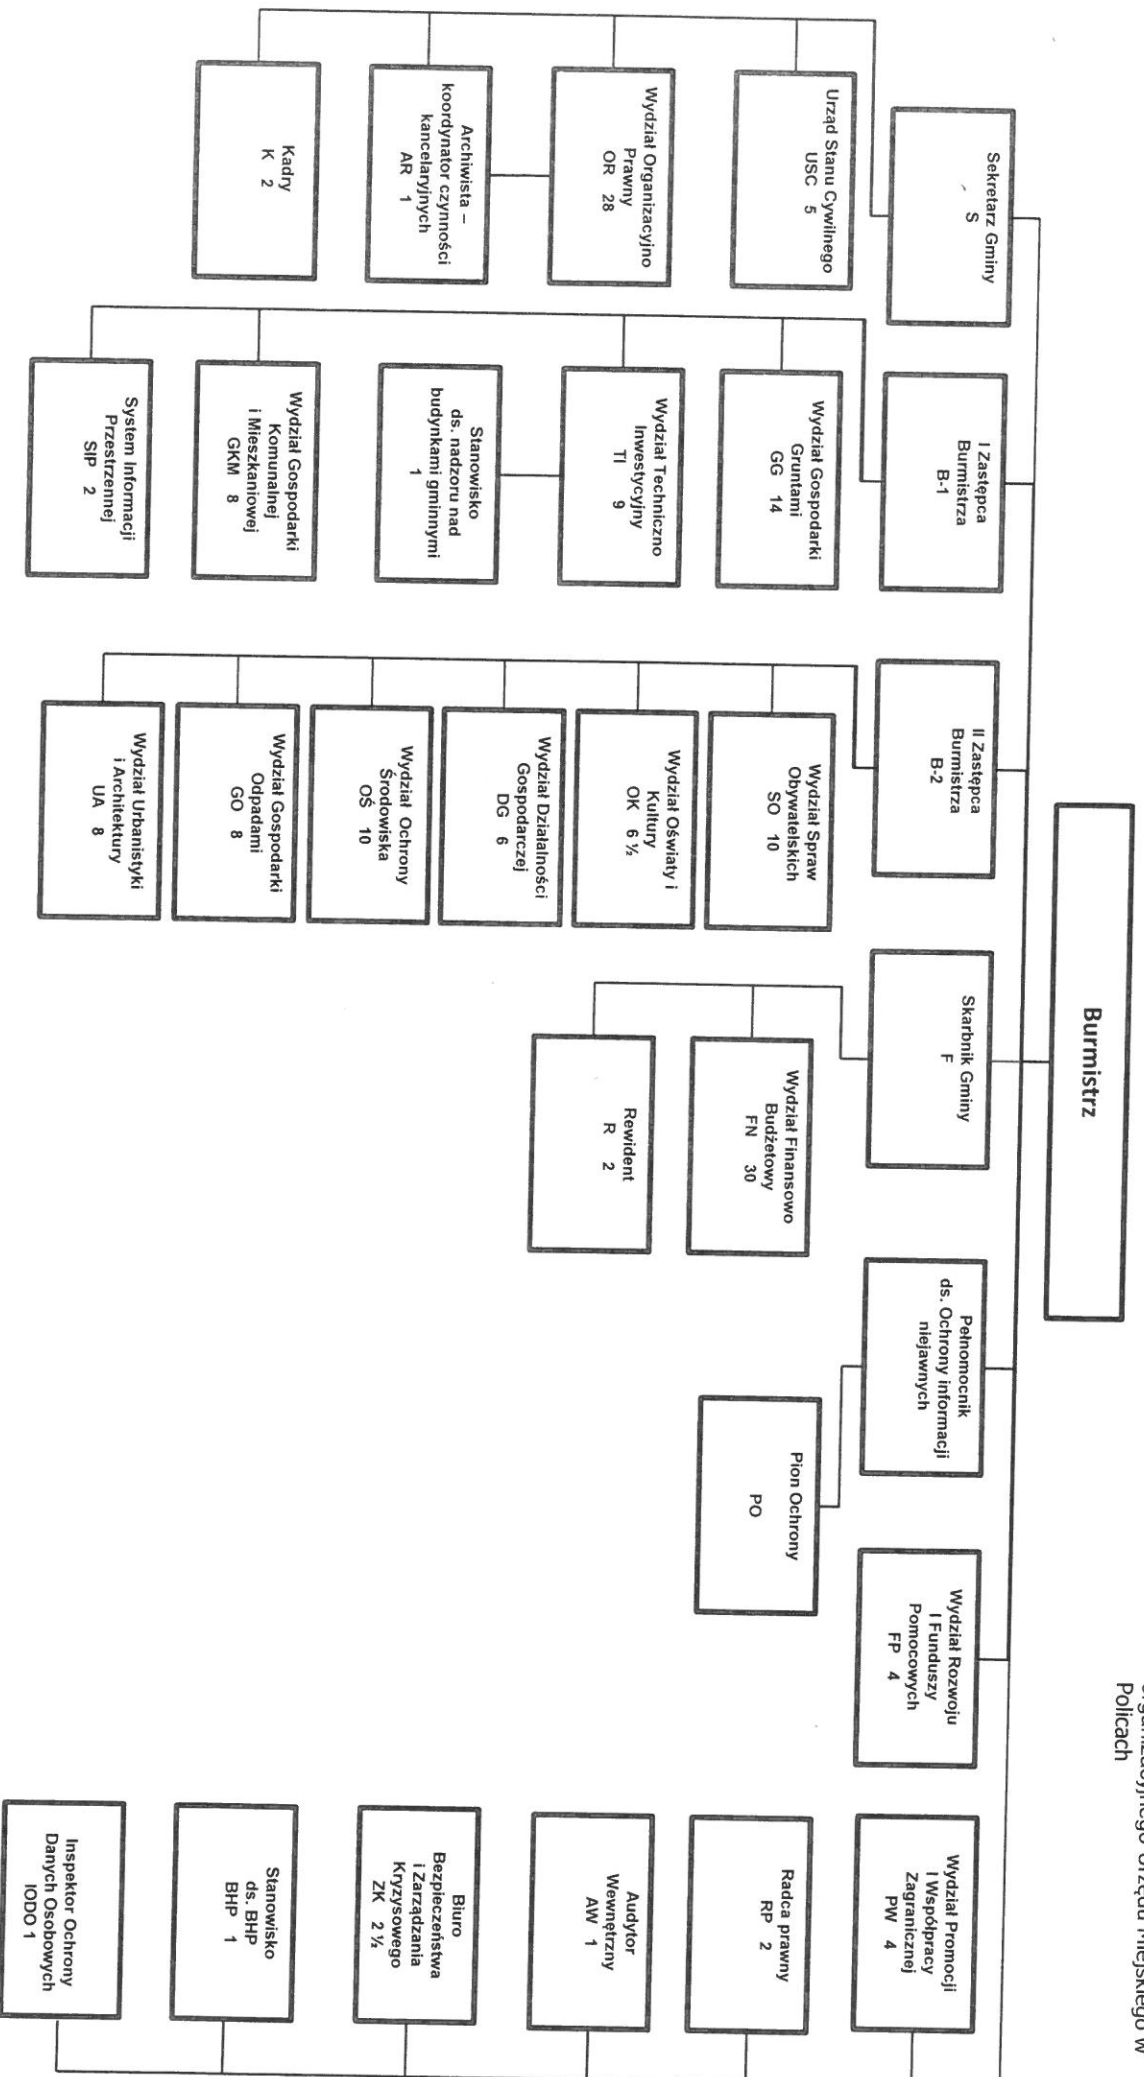 organizacyjnego Urzędu Miejskiego w
Policach
Burmistrz
Sekretarz Gminy
S
I Zastępca
Burmistrza
B-1
II Zastępca
Burmistrza
B-2
Skarbnik Gminy
F
Pełnomocnik
ds. Ochrony informacji
niejawnych
Wydział Rozwoju
I Funduszy
Pomocowych
FP 4
Wydział Promocji
I Współpracy
Zagranicznej
PW 4
Urząd Stanu Cywilnego
USC 5
Wydział Organizacyjno
Prawny
OR 28
Archiwista –
koordynator czynności
kancelaryjnych
AR 1
Kadry
K 2
Wydział Gospodarki
Gruntami
GG 14
Wydział Techniczno
Inwestycyjny
TI 9
Stanowisko
ds. nadzoru nad
budynkami gminnymi
1
Wydział Gospodarki
Komunalnej
i Mieszkaniowej
GKM 8
System Informacji
Przestrzennej
SIP 2
Wydział Spraw
Obywatelskich
SO 10
Wydział Oświaty i
Kultury
OK 6 ½
Wydział Działalności
Gospodarczej
DG 6
Wydział Ochrony
Środowiska
OŚ 10
Wydział Gospodarki
Odpadami
GO 8
Wydział Urbanistyki
i Architektury
UA 8
Wydział Finansowo
Budżetowy
FN 30
Rewident
R 2
Pion Ochrony
PO
Radca prawny
RP 2
Audytor
Wewnętrzny
AW 1
Biuro
Bezpieczeństwa
i Zarządzania
Kryzysowego
ZK 2 ½
Stanowisko
ds. BHP
BHP 1
Inspektor Ochrony
Danych Osobowych
IODO 1